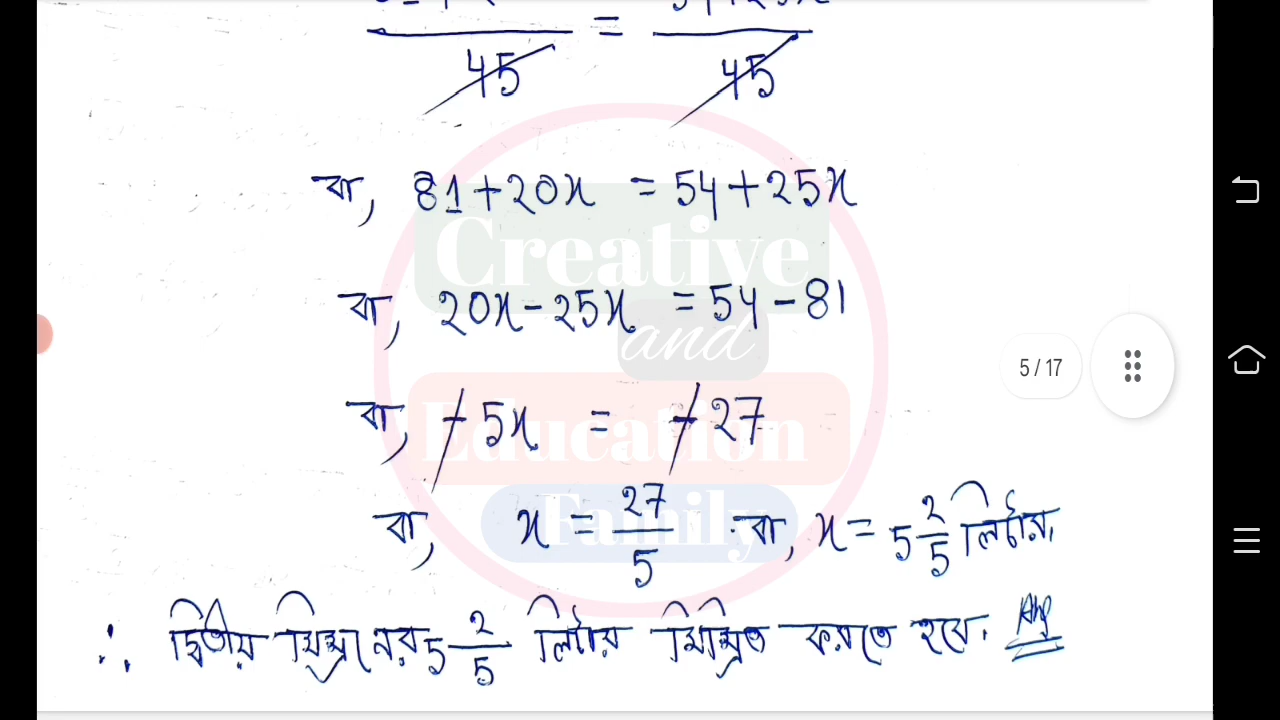 45 = 45
বা, 81+20x = 54+25x
Creative
বা, 20x - 25x = 54 - 81
and
5 / 17
বা, -5x = -27
Education
বা, x = 27/5 বা, x = 5 2/5 লিটার,
Family
∴ দ্বিতীয় মিশ্রনের 5 2/5 লিটার মিশ্রিত করতে হবে. Ans